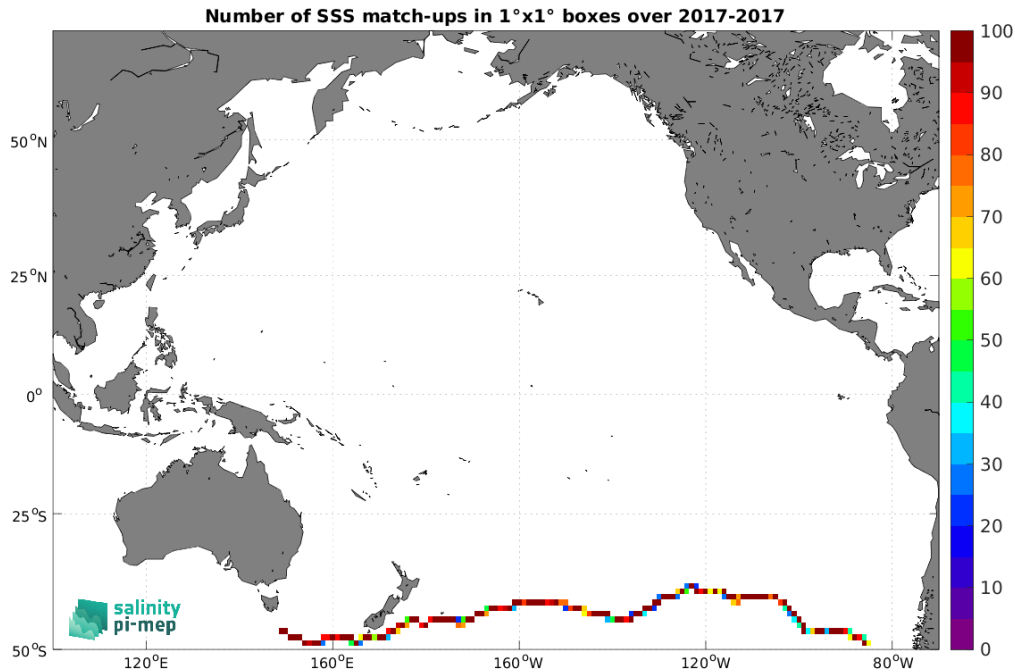 Number of SSS match-ups in 1°x1° boxes over 2017-2017
50°N
25°N
0°
25°S
50°S
120°E
160°E
160°W
120°W
80°W
100
90
80
70
60
50
40
30
20
10
0
salinity
pi-mep